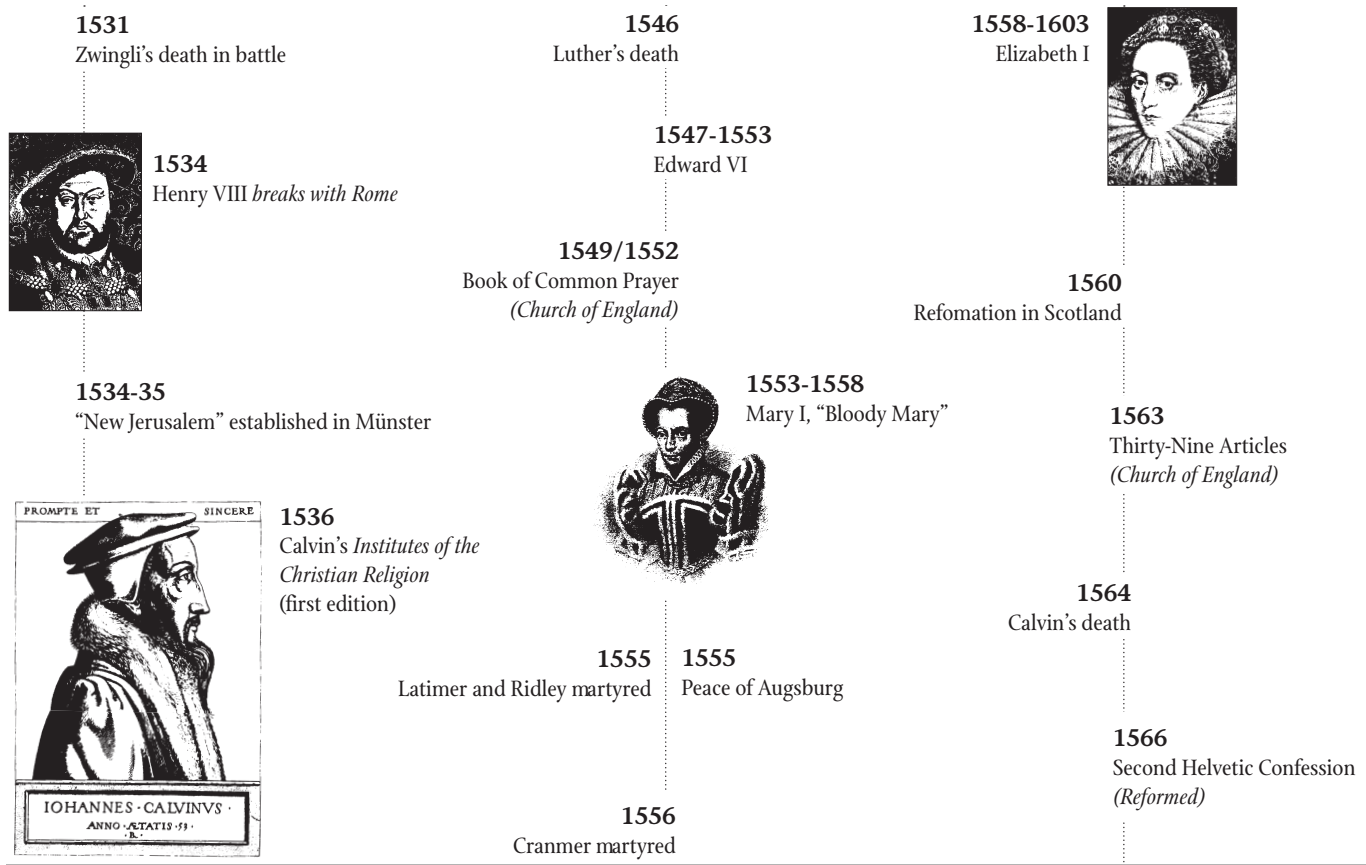 1531
Zwingli’s death in battle
1534
Henry VIII breaks with Rome
1534-35
“New Jerusalem” established in Münster
PROMPTE ET SINCERE
1536
Calvin’s Institutes of the
Christian Religion
(first edition)
IOHANNES · CALVINVS ·
ANNO · ÆTATIS · 53 ·
· B ·
1546
Luther’s death
1547-1553
Edward VI
1549/1552
Book of Common Prayer
(Church of England)
1553-1558
Mary I, “Bloody Mary”
1555
Latimer and Ridley martyred
1555
Peace of Augsburg
1556
Cranmer martyred
1558-1603
Elizabeth I
1560
Refomation in Scotland
1563
Thirty-Nine Articles
(Church of England)
1564
Calvin’s death
1566
Second Helvetic Confession
(Reformed)